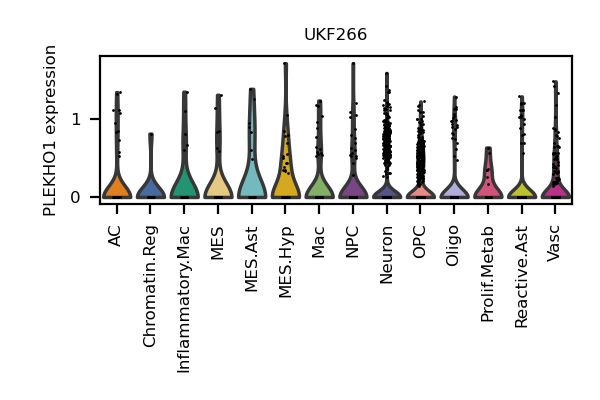 UKF266
PLEKHO1 expression
1
0
AC
Chromatin.Reg
Inflammatory.Mac
MES
MES.Ast
MES.Hyp
Mac
NPC
Neuron
OPC
Oligo
Prolif.Metab
Reactive.Ast
Vasc